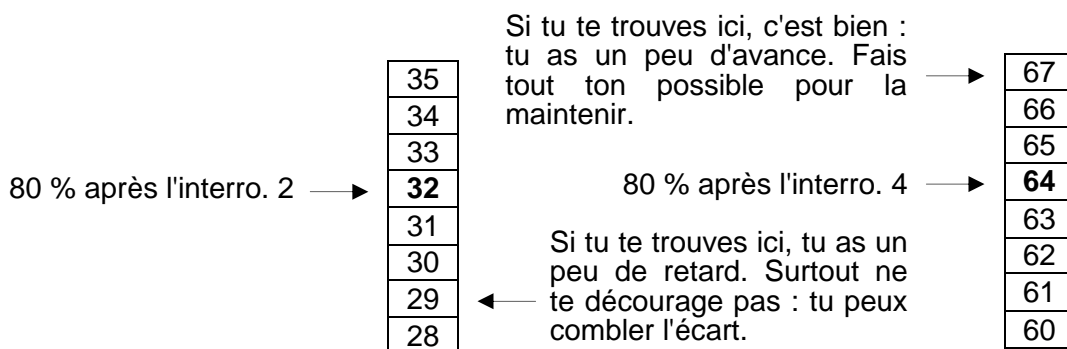 Si tu te trouves ici, c'est bien :
tu as un peu d'avance. Fais
tout ton possible pour la
maintenir.
35
34
33
32
31
30
29
28
80 % après l'interro. 2
67
66
65
64
63
62
61
60
80 % après l'interro. 4
Si tu te trouves ici, tu as un
peu de retard. Surtout ne
te décourage pas : tu peux
combler l'écart.